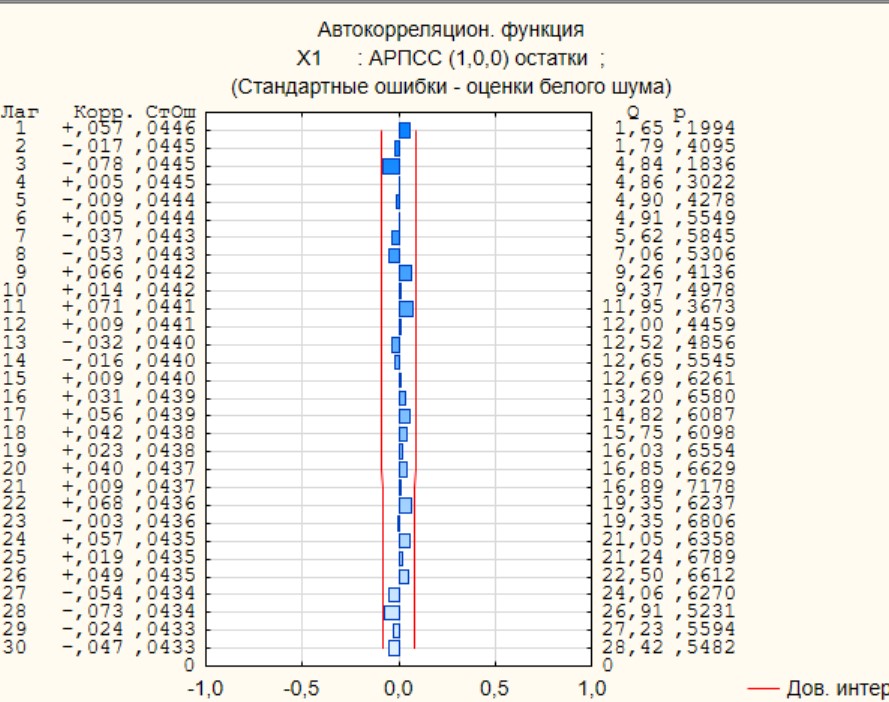 Автокорреляцион. функция
X1 : АРПСС (1,0,0) остатки ;
(Стандартные ошибки - оценки белого шума)
Лаг Корр. СтОш Q p
1 +,057 ,0446 1,65 ,1994
2 -,017 ,0445 1,79 ,4095
3 -,078 ,0445 4,84 ,1836
4 +,005 ,0445 4,86 ,3022
5 -,009 ,0444 4,90 ,4278
6 +,005 ,0444 4,91 ,5549
7 -,037 ,0443 5,62 ,5845
8 -,053 ,0443 7,06 ,5306
9 +,066 ,0442 9,26 ,4136
10 +,014 ,0442 9,37 ,4978
11 +,071 ,0441 11,95 ,3673
12 +,009 ,0441 12,00 ,4459
13 -,032 ,0440 12,52 ,4856
14 -,016 ,0440 12,65 ,5545
15 +,009 ,0440 12,69 ,6261
16 +,031 ,0439 13,20 ,6580
17 +,056 ,0439 14,82 ,6087
18 +,042 ,0438 15,75 ,6098
19 +,023 ,0438 16,03 ,6554
20 +,040 ,0437 16,85 ,6629
21 +,009 ,0437 16,89 ,7178
22 +,068 ,0436 19,35 ,6237
23 -,003 ,0436 19,35 ,6806
24 +,057 ,0435 21,05 ,6358
25 +,019 ,0435 21,24 ,6789
26 +,049 ,0435 22,50 ,6612
27 -,054 ,0434 24,06 ,6270
28 -,073 ,0434 26,91 ,5231
29 -,024 ,0433 27,23 ,5594
30 -,047 ,0433 28,42 ,5482
0 0
-1,0 -0,5 0,0 0,5 1,0
Дов. интер